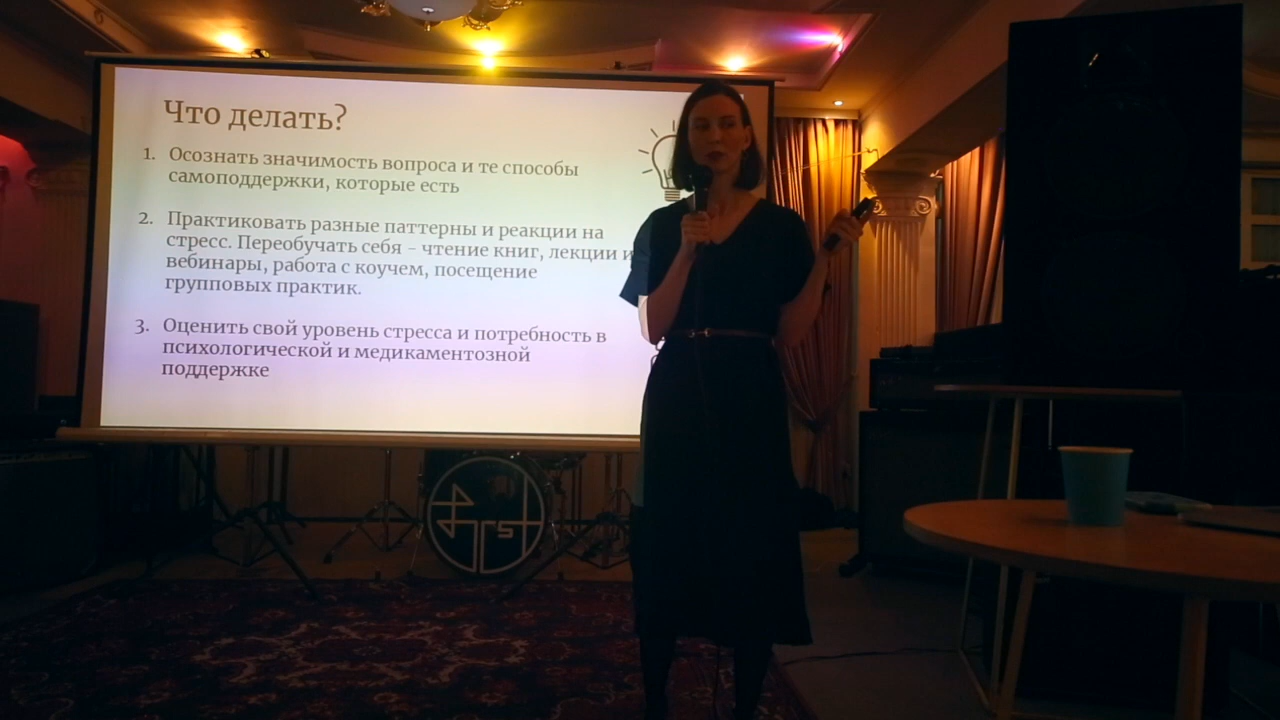 Что делать?
1. Осознать значимость вопроса и те способы
самоподдержки, которые есть
2. Практиковать разные паттерны и реакции на
стресс. Переобучать себя – чтение книг, лекции и
вебинары, работа с коучем, посещение
групповых практик.
3. Оценить свой уровень стресса и потребность в
психологической и медикаментозной
поддержке